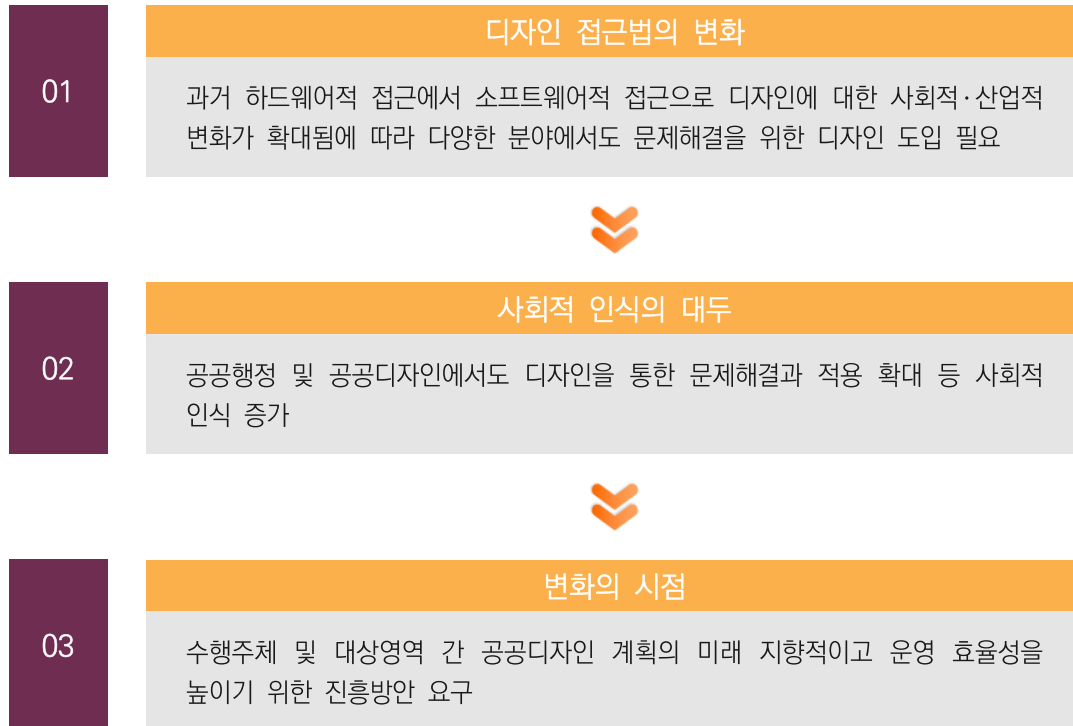 01
디자인 접근법의 변화
과거 하드웨어적 접근에서 소프트웨어적 접근으로 디자인에 대한 사회적·산업적
변화가 확대됨에 따라 다양한 분야에서도 문제해결을 위한 디자인 도입 필요
02
사회적 인식의 대두
공공행정 및 공공디자인에서도 디자인을 통한 문제해결과 적용 확대 등 사회적
인식 증가
03
변화의 시점
수행주체 및 대상영역 간 공공디자인 계획의 미래 지향적이고 운영 효율성을
높이기 위한 진흥방안 요구